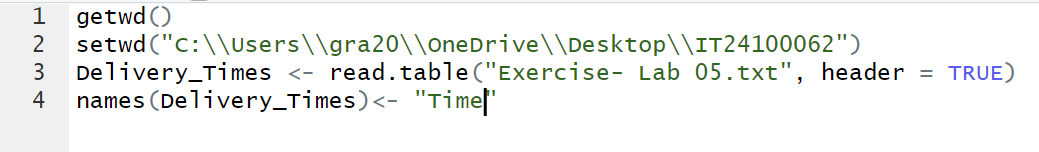 1 getwd()
2 setwd("C:\\Users\\gra20\\OneDrive\\Desktop\\IT24100062")
3 Delivery_Times <- read.table("Exercise- Lab 05.txt", header = TRUE)
4 names(Delivery_Times)<- "Time"